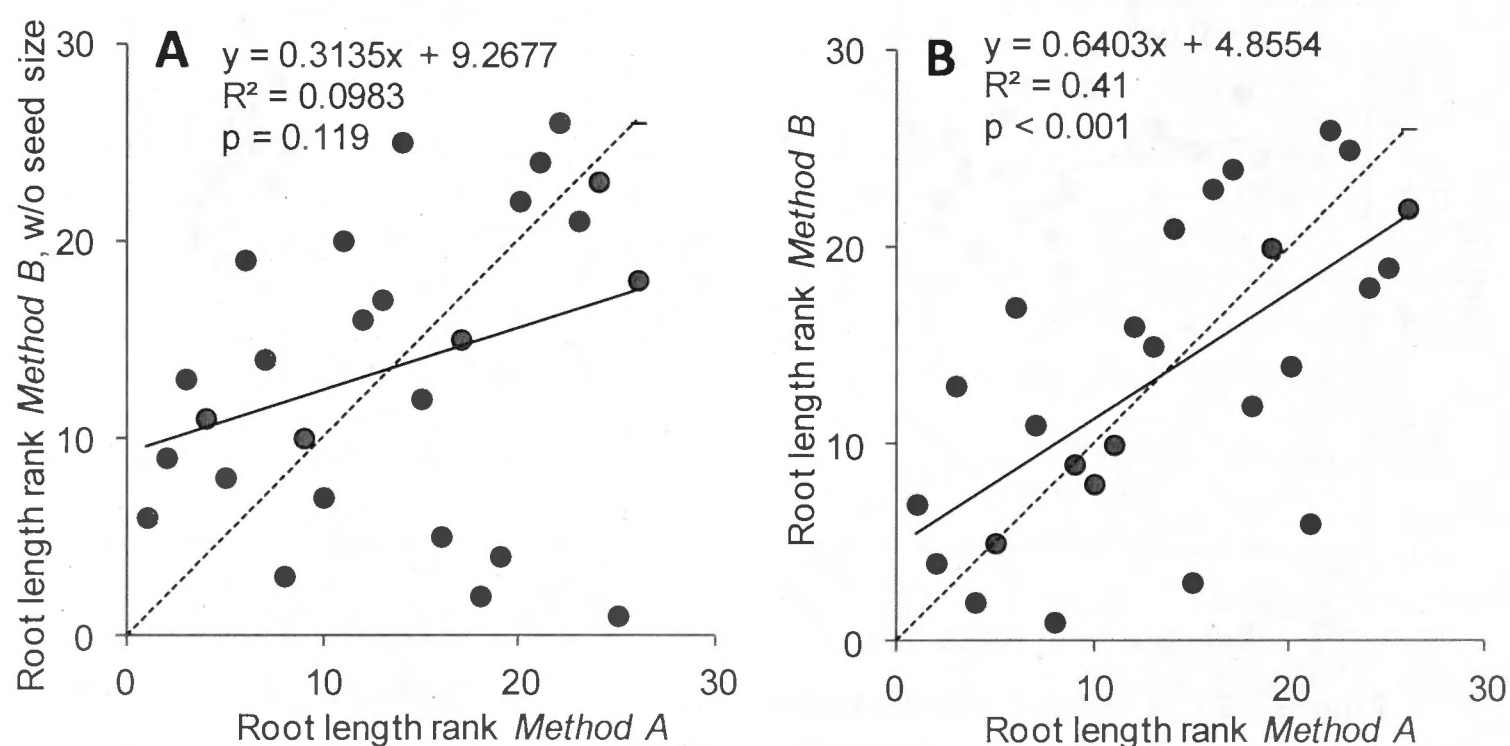 A
y = 0.3135x + 9.2677
R² = 0.0983
p = 0.119
Root length rank Method B, w/o seed size
30
20
10
0
0 10 20 30
Root length rank Method A
B
y = 0.6403x + 4.8554
R² = 0.41
p < 0.001
Root length rank Method B
30
20
10
0
0 10 20 30
Root length rank Method A